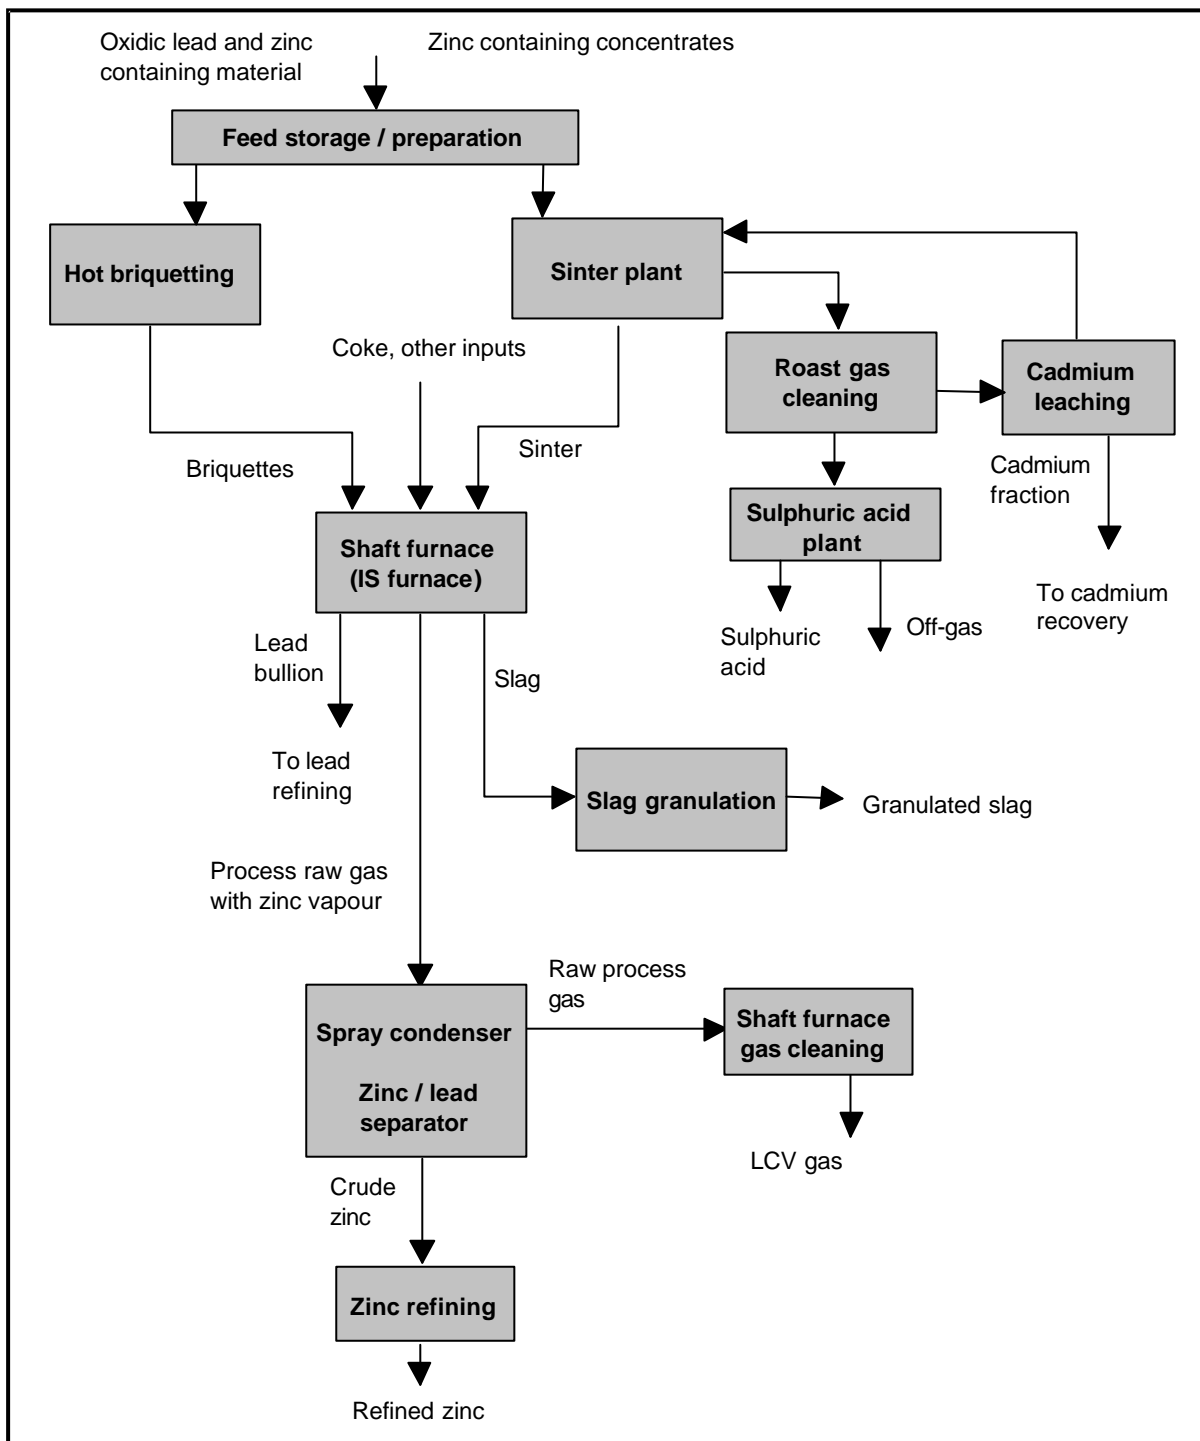 Oxidic lead and zinc
containing material
Zinc containing concentrates
Feed storage / preparation
Hot briquetting
Sinter plant
Coke, other inputs
Roast gas
cleaning
Cadmium
leaching
Briquettes
Sinter
Cadmium
fraction
Shaft furnace
(IS furnace)
Sulphuric acid
plant
To cadmium
recovery
Lead
bullion
Slag
Sulphuric
acid
Off-gas
To lead
refining
Slag granulation
Granulated slag
Process raw gas
with zinc vapour
Raw process
gas
Spray condenser
Zinc / lead
separator
Shaft furnace
gas cleaning
LCV gas
Crude
zinc
Zinc refining
Refined zinc